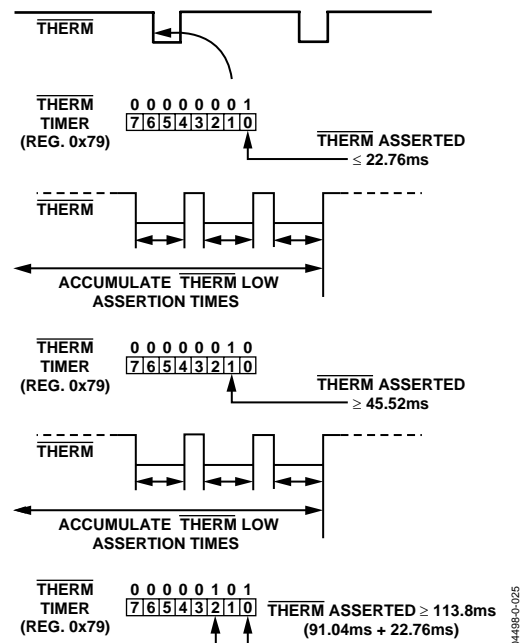 THERM
THERM
TIMER
(REG. 0x79)
0 0 0 0 0 0 0 1
7 6 5 4 3 2 1 0
THERM ASSERTED
≤ 22.76ms
THERM
ACCUMULATE THERM LOW
ASSERTION TIMES
THERM
TIMER
(REG. 0x79)
0 0 0 0 0 0 1 0
7 6 5 4 3 2 1 0
THERM ASSERTED
≥ 45.52ms
THERM
ACCUMULATE THERM LOW
ASSERTION TIMES
THERM
TIMER
(REG. 0x79)
0 0 0 0 0 1 0 1
7 6 5 4 3 2 1 0
THERM ASSERTED ≥ 113.8ms
(91.04ms + 22.76ms)
04498-0-025